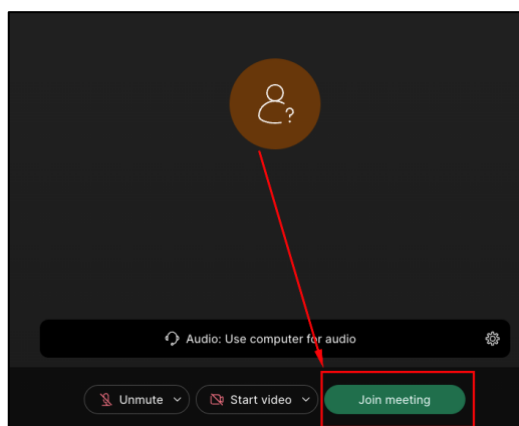 ?
Audio: Use computer for audio
Unmute
Start video
Join meeting